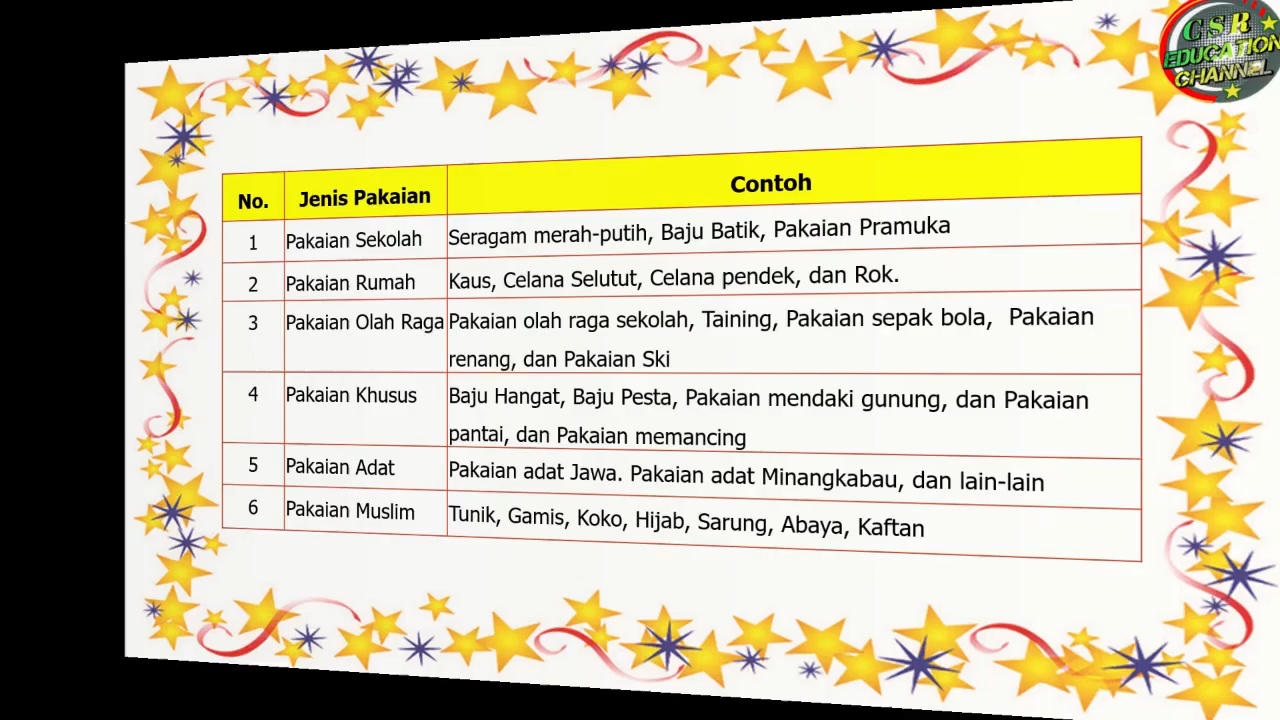 CSR
EDUCATION
CHANNEL
No. Jenis Pakaian Contoh
1 Pakaian Sekolah Seragam merah-putih, Baju Batik, Pakaian Pramuka
2 Pakaian Rumah Kaus, Celana Selutut, Celana pendek, dan Rok.
3 Pakaian Olah Raga Pakaian olah raga sekolah, Taining, Pakaian sepak bola, Pakaian
renang, dan Pakaian Ski
4 Pakaian Khusus Baju Hangat, Baju Pesta, Pakaian mendaki gunung, dan Pakaian
pantai, dan Pakaian memancing
5 Pakaian Adat Pakaian adat Jawa. Pakaian adat Minangkabau, dan lain-lain
6 Pakaian Muslim Tunik, Gamis, Koko, Hijab, Sarung, Abaya, Kaftan